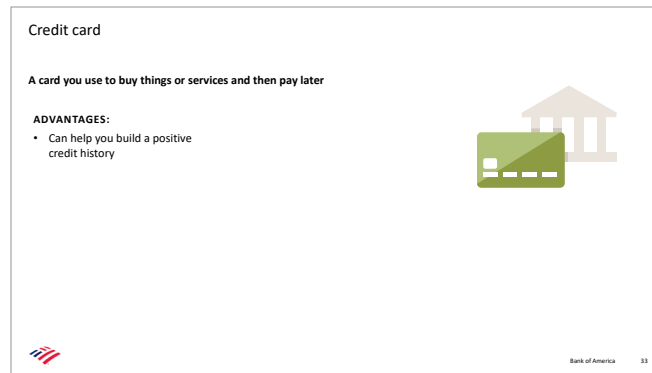 Credit card
A card you use to buy things or services and then pay later
ADVANTAGES:
• Can help you build a positive
credit history
Bank of America 33